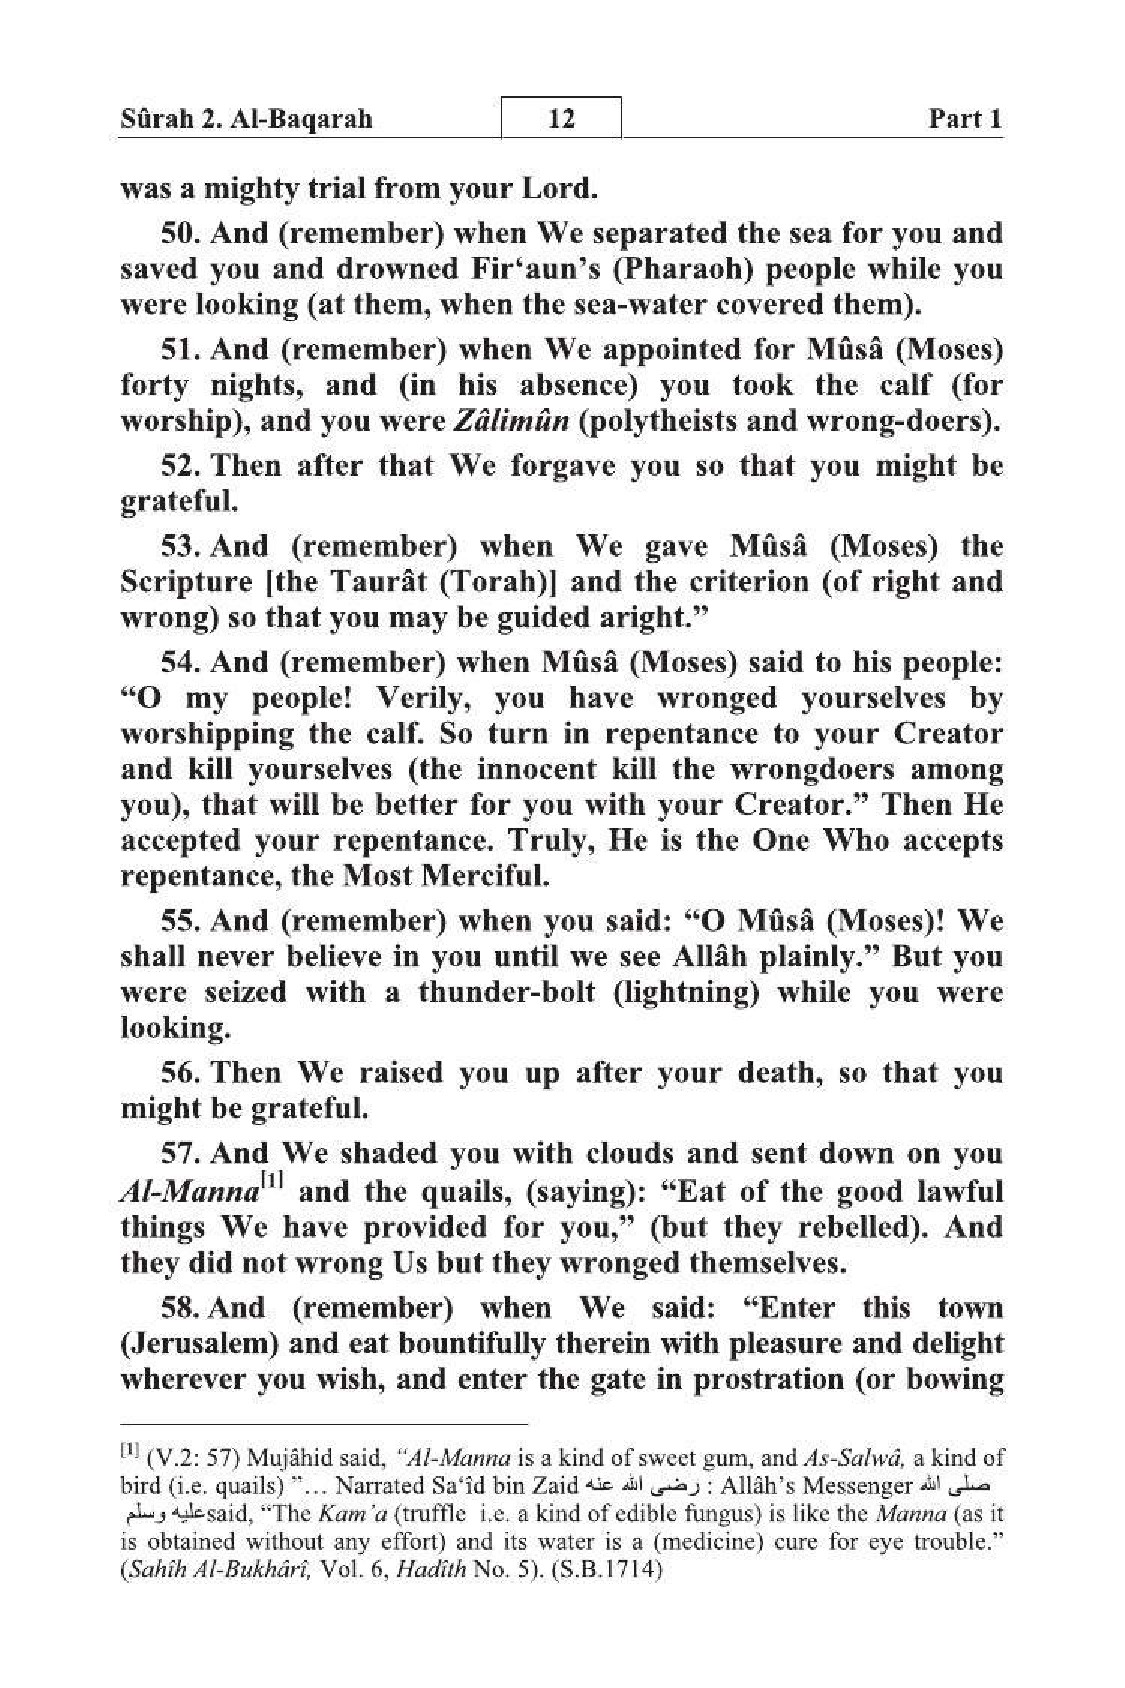 Sûrah 2. Al-Baqarah 12 Part 1
was a mighty trial from your Lord.
50. And (remember) when We separated the sea for you and
saved you and drowned Fir‘aun’s (Pharaoh) people while you
were looking (at them, when the sea-water covered them).
51. And (remember) when We appointed for Mûsâ (Moses)
forty nights, and (in his absence) you took the calf (for
worship), and you were Zâlimûn (polytheists and wrong-doers).
52. Then after that We forgave you so that you might be
grateful.
53. And (remember) when We gave Mûsâ (Moses) the
Scripture [the Taurât (Torah)] and the criterion (of right and
wrong) so that you may be guided aright.”
54. And (remember) when Mûsâ (Moses) said to his people:
“O my people! Verily, you have wronged yourselves by
worshipping the calf. So turn in repentance to your Creator
and kill yourselves (the innocent kill the wrongdoers among
you), that will be better for you with your Creator.” Then He
accepted your repentance. Truly, He is the One Who accepts
repentance, the Most Merciful.
55. And (remember) when you said: “O Mûsâ (Moses)! We
shall never believe in you until we see Allâh plainly.” But you
were seized with a thunder-bolt (lightning) while you were
looking.
56. Then We raised you up after your death, so that you
might be grateful.
57. And We shaded you with clouds and sent down on you
Al-Manna[1] and the quails, (saying): “Eat of the good lawful
things We have provided for you,” (but they rebelled). And
they did not wrong Us but they wronged themselves.
58. And (remember) when We said: “Enter this town
(Jerusalem) and eat bountifully therein with pleasure and delight
wherever you wish, and enter the gate in prostration (or bowing
[1] (V.2: 57) Mujâhid said, “Al-Manna is a kind of sweet gum, and As-Salwâ, a kind of
bird (i.e. quails) ”… Narrated Sa‘îd bin Zaid رضى الله عنه : Allâh’s Messenger صلى الله
عليه وسلم said, “The Kam’a (truffle i.e. a kind of edible fungus) is like the Manna (as it
is obtained without any effort) and its water is a (medicine) cure for eye trouble.”
(Sahîh Al-Bukhârî, Vol. 6, Hadîth No. 5). (S.B.1714)